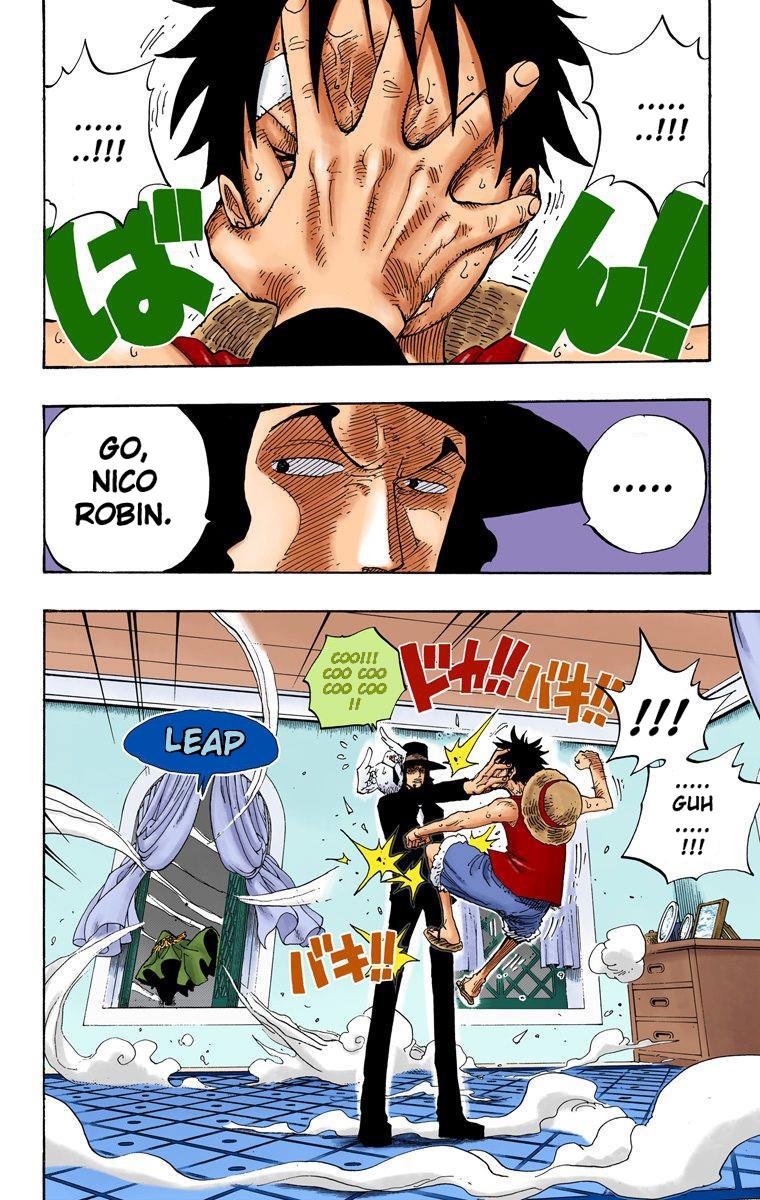 .....
..!!!
.....
..!!!
ばん!!
GO,
NICO
ROBIN.
.....
COO!!!
COO COO
COO COO
!!
ドカ!!
バキ!!
!!!
LEAP
.....
GUH
.....
!!!
バキ!!